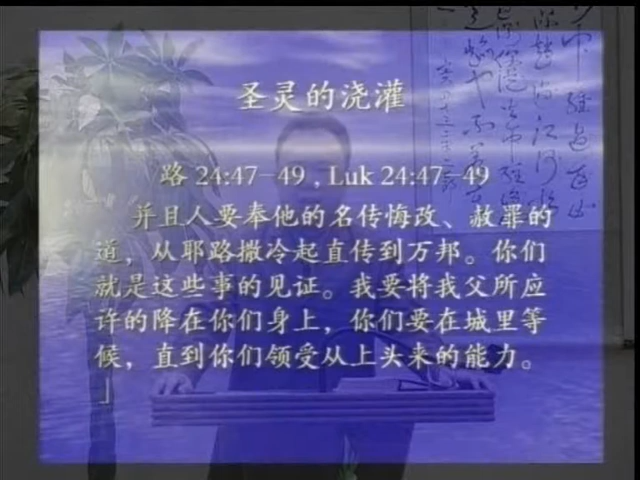 圣灵的浇灌
路 24:47-49 , Luk 24:47-49
并且人要奉他的名传悔改、赦罪的
道，从耶路撒冷起直传到万邦。你们
就是这些事的见证。我要将我父所应
许的降在你们身上，你们要在城里等
候，直到你们领受从上头来的能力。
」